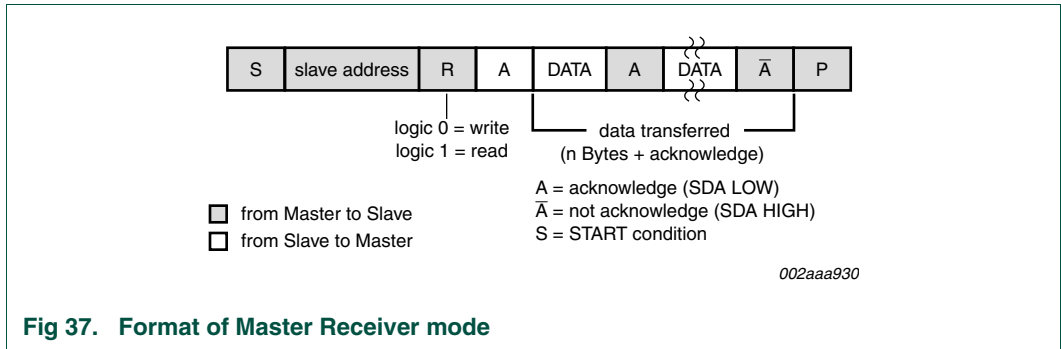 S slave address R A DATA A DATA A̅ P
logic 0 = write
logic 1 = read
data transferred
(n Bytes + acknowledge)
A = acknowledge (SDA LOW)
A̅ = not acknowledge (SDA HIGH)
S = START condition
from Master to Slave
from Slave to Master
002aaa930
Fig 37. Format of Master Receiver mode